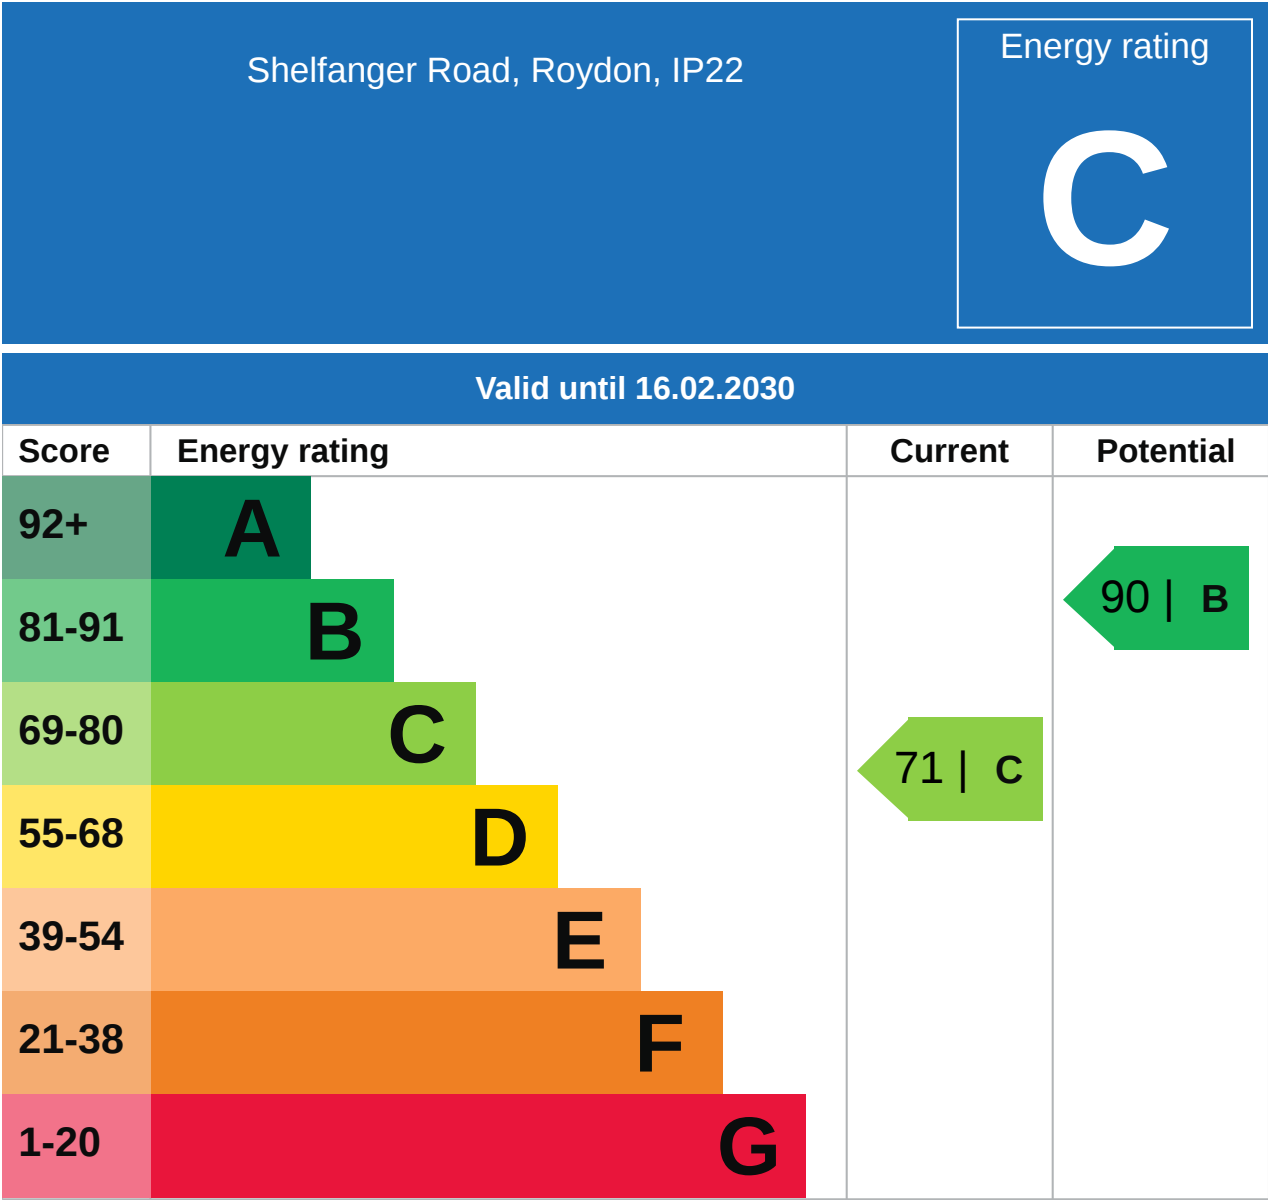 Shelfanger Road, Roydon, IP22
Energy rating
C
Valid until 16.02.2030
Score Energy rating Current Potential
92+ A
81-91 B 90 | B
69-80 C 71 | C
55-68 D
39-54 E
21-38 F
1-20 G